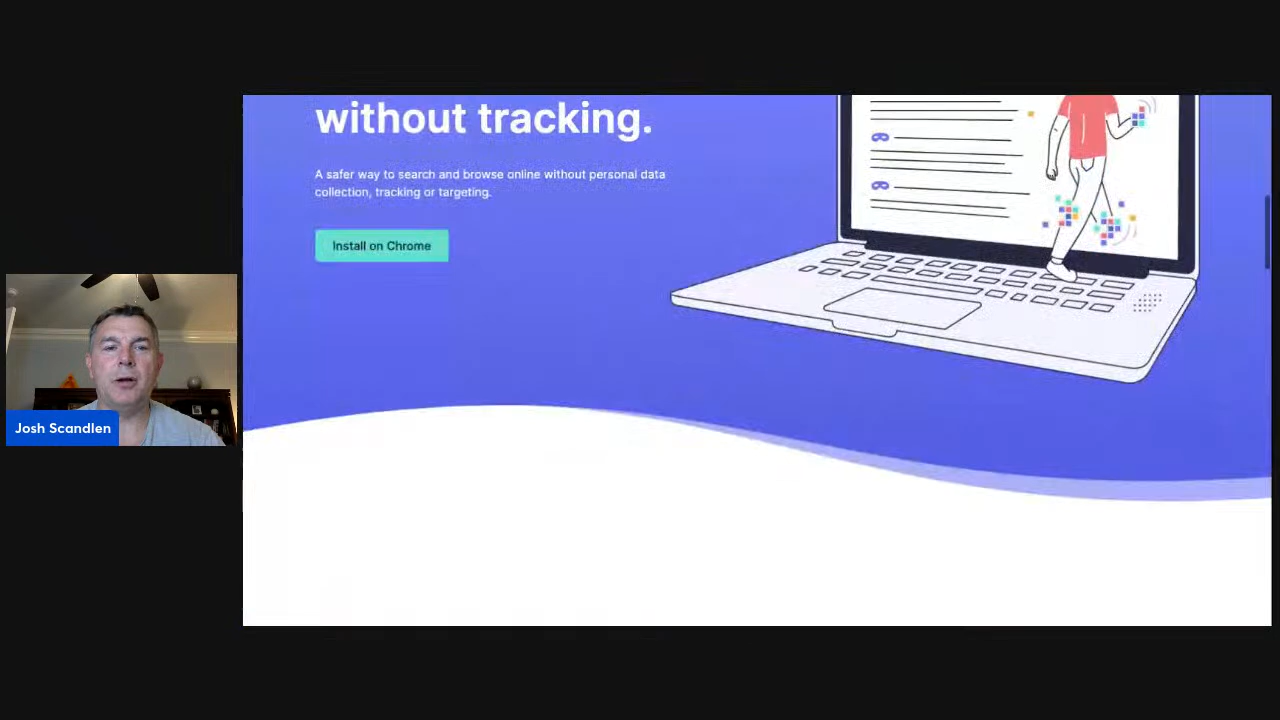 without tracking.
A safer way to search and browse online without personal data
collection, tracking or targeting.
Install on Chrome
Josh Scandlen